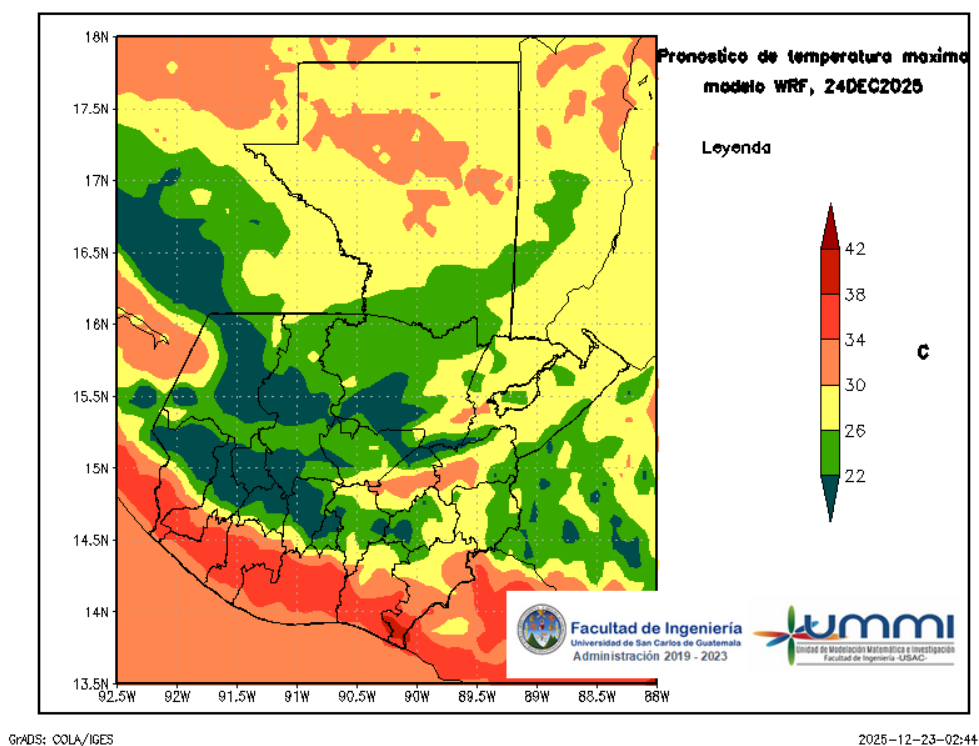 Pronostico de temperatura maxima
modelo WRF, 24DEC2025
Leyenda
42
38
34
30
26
22
C
18N
17.5N
17N
16.5N
16N
15.5N
15N
14.5N
14N
13.5N
92.5W
92W
91.5W
91W
90.5W
90W
89.5W
89W
88.5W
88W
Facultad de Ingeniería
Universidad de San Carlos de Guatemala
Administración 2019 - 2023
UMMI
Unidad de Modelación Matemática e Investigación
Facultad de Ingeniería -USAC-
GrADS: COLA/IGES
2025-12-23-02:44